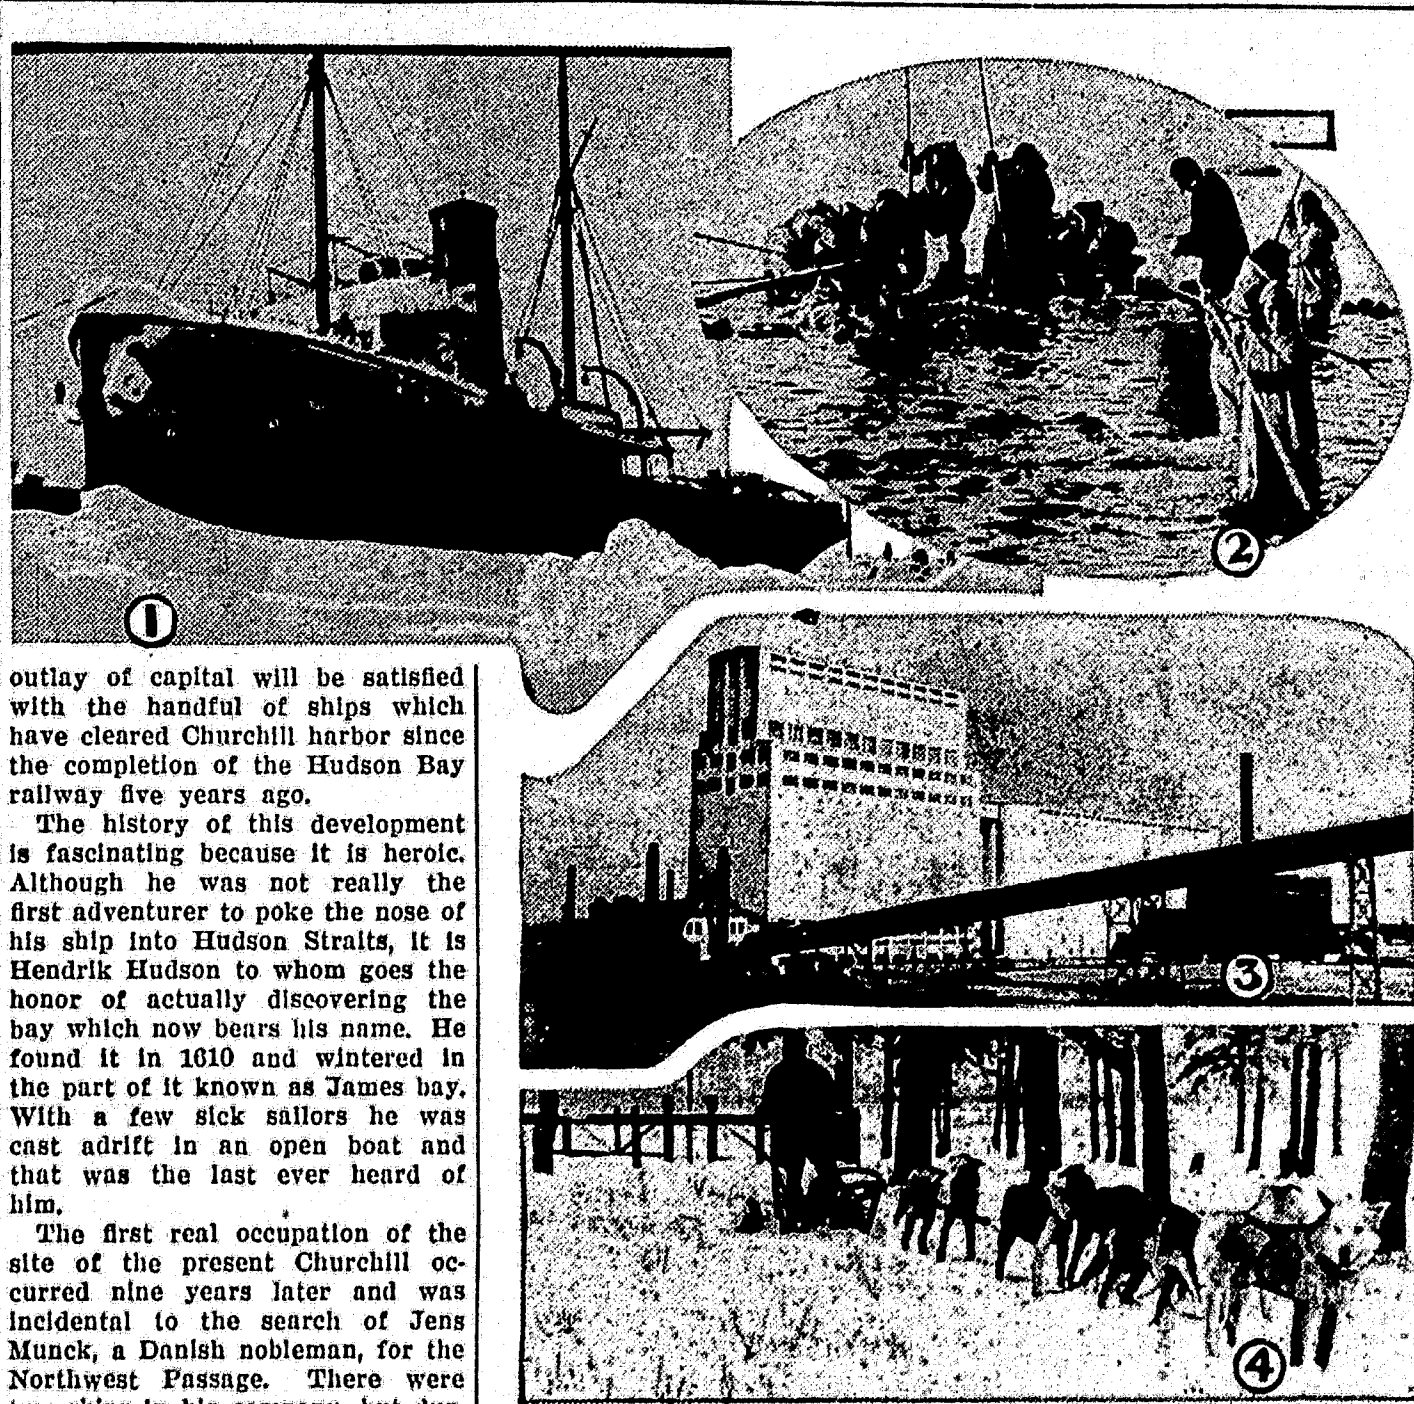 1
2
outlay of capital will be satisfied
with the handful of ships which
have cleared Churchill harbor since
the completion of the Hudson Bay
railway five years ago.
The history of this development
is fascinating because it is heroic.
Although he was not really the
first adventurer to poke the nose of
his ship into Hudson Straits, it is
Hendrik Hudson to whom goes the
honor of actually discovering the
bay which now bears his name. He
found it in 1610 and wintered in
the part of it known as James bay.
With a few sick sailors he was
cast adrift in an open boat and
that was the last ever heard of
him.
The first real occupation of the
site of the present Churchill oc-
curred nine years later and was
incidental to the search of Jens
Munck, a Danish nobleman, for the
Northwest Passage. There were
3
4